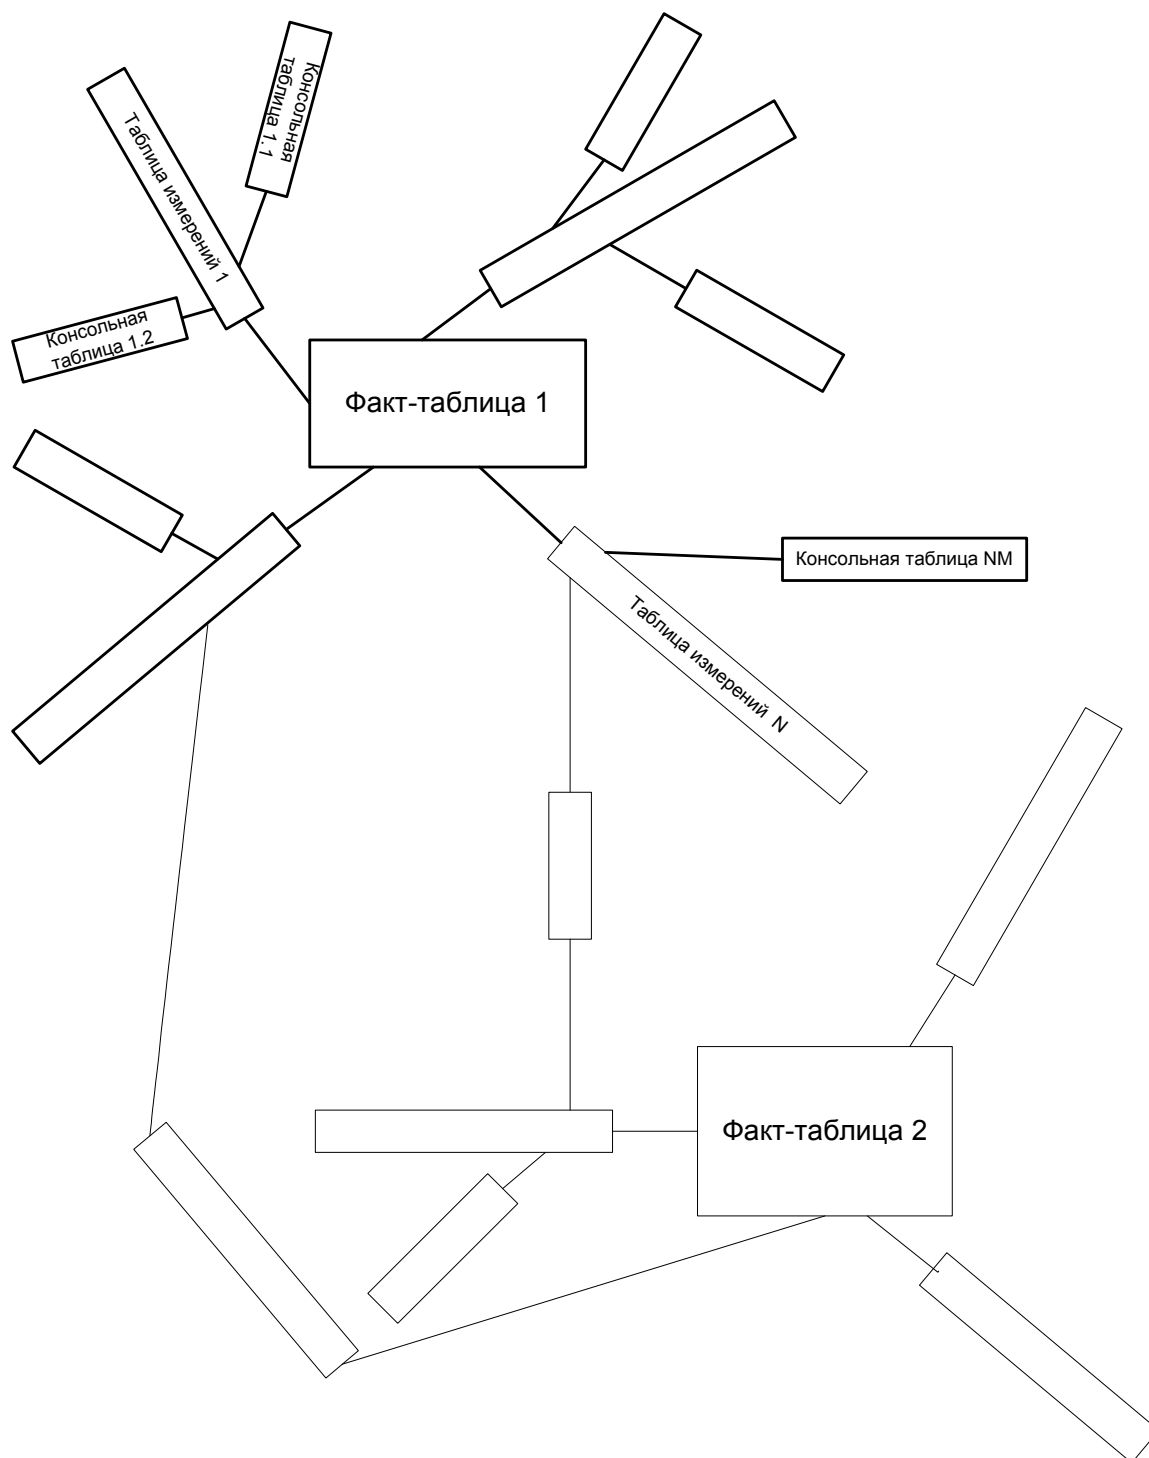 Консольная
таблица 1.1
Таблица измерений 1
Консольная
таблица 1.2
Факт-таблица 1
Консольная таблица NM
Таблица измерений N
Факт-таблица 2